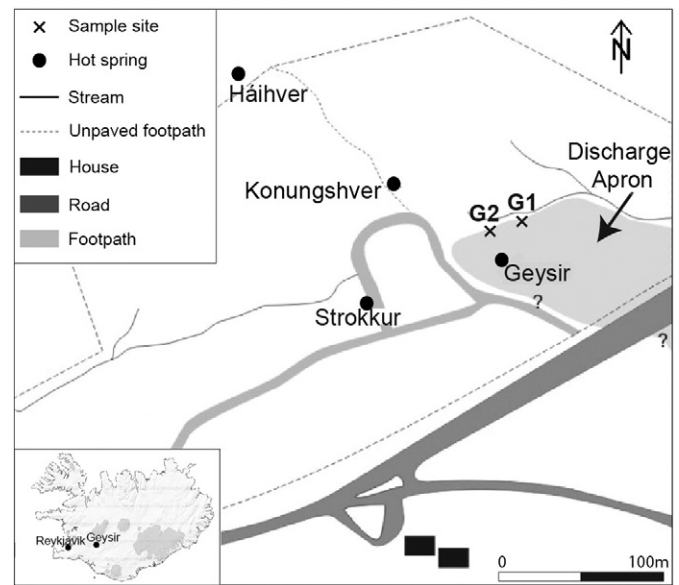 Sample site
Hot spring
Stream
Unpaved footpath
House
Road
Footpath
N
Haihver
Konungshver
Discharge
Apron
G2
G1
Geysir
?
Strokkur
?
Reykjavik
Geysir
0
100m